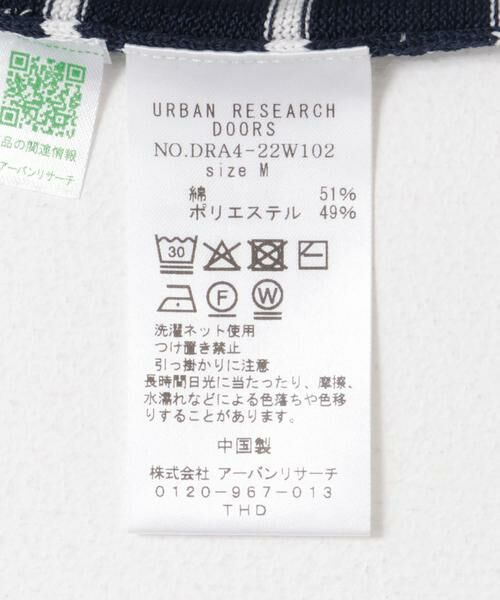 品の関連情報
アーバンリサーチ
URBAN RESEARCH
DOORS
NO.DRA4-22W102
size M
綿 51%
ポリエステル 49%
30
F W
洗濯ネット使用
つけ置き禁止
引っ掛かりに注意
長時間日光に当たったり、摩擦、
水濡れなどによる色落ちや色移
りすることがあります。
中国製
株式会社 アーバンリサーチ
0120-967-013
THD